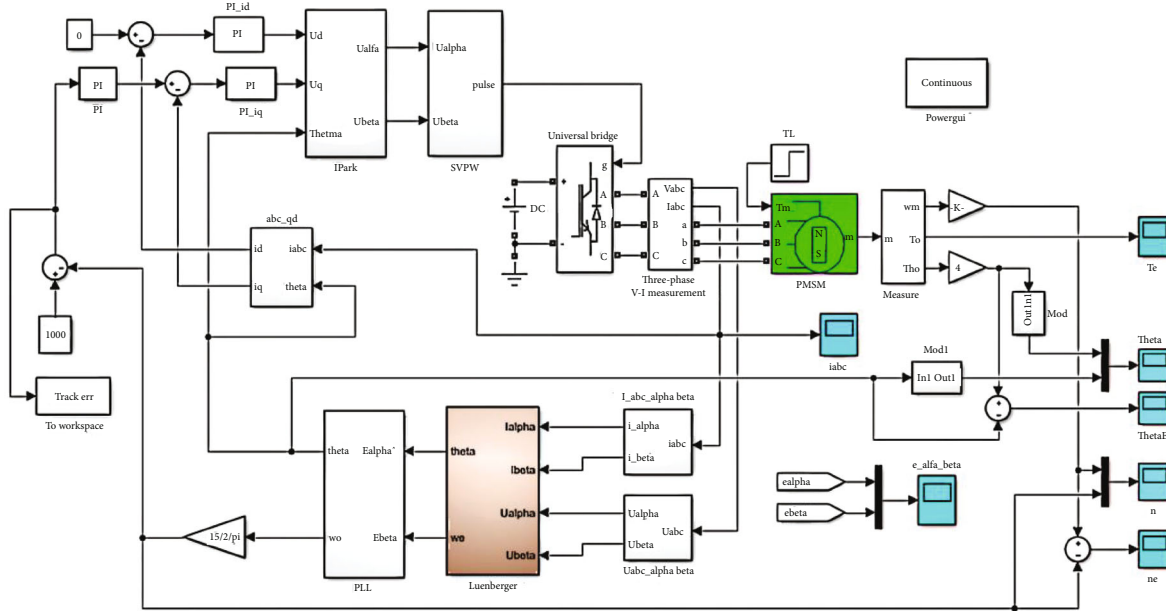 PI_id
0
PI
Ud
Ualfa
Ualpha
PI
PI
PI
PI_iq
Uq
pulse
Thetma
Ubeta
Ubeta
IPark
SVPW
Continuous
Powergui
Universal bridge
g
A
B
C
DC
Vabc
Iabc
A
B
C
a
b
c
Three-phase
V-I measurement
TL
Tm
A
B
C
N
S
m
PMSM
m
wm
To
Tho
Measure
-K-
4
Te
Out1In1
Mod
abc_qd
id
iabc
iq
theta
1000
Track err
To workspace
iabc
Mod1
In1 Out1
Theta
ThetaE
I_abc_alpha beta
i_alpha
iabc
i_beta
Ialpha
theta
Ibeta
Ualpha
wo
Ubeta
Luenberger
theta
Ealpha^
wo
Ebeta
PLL
15/2/pi
Ualpha
Uabc
Ubeta
Uabc_alpha beta
ealpha
ebeta
e_alfa_beta
n
ne